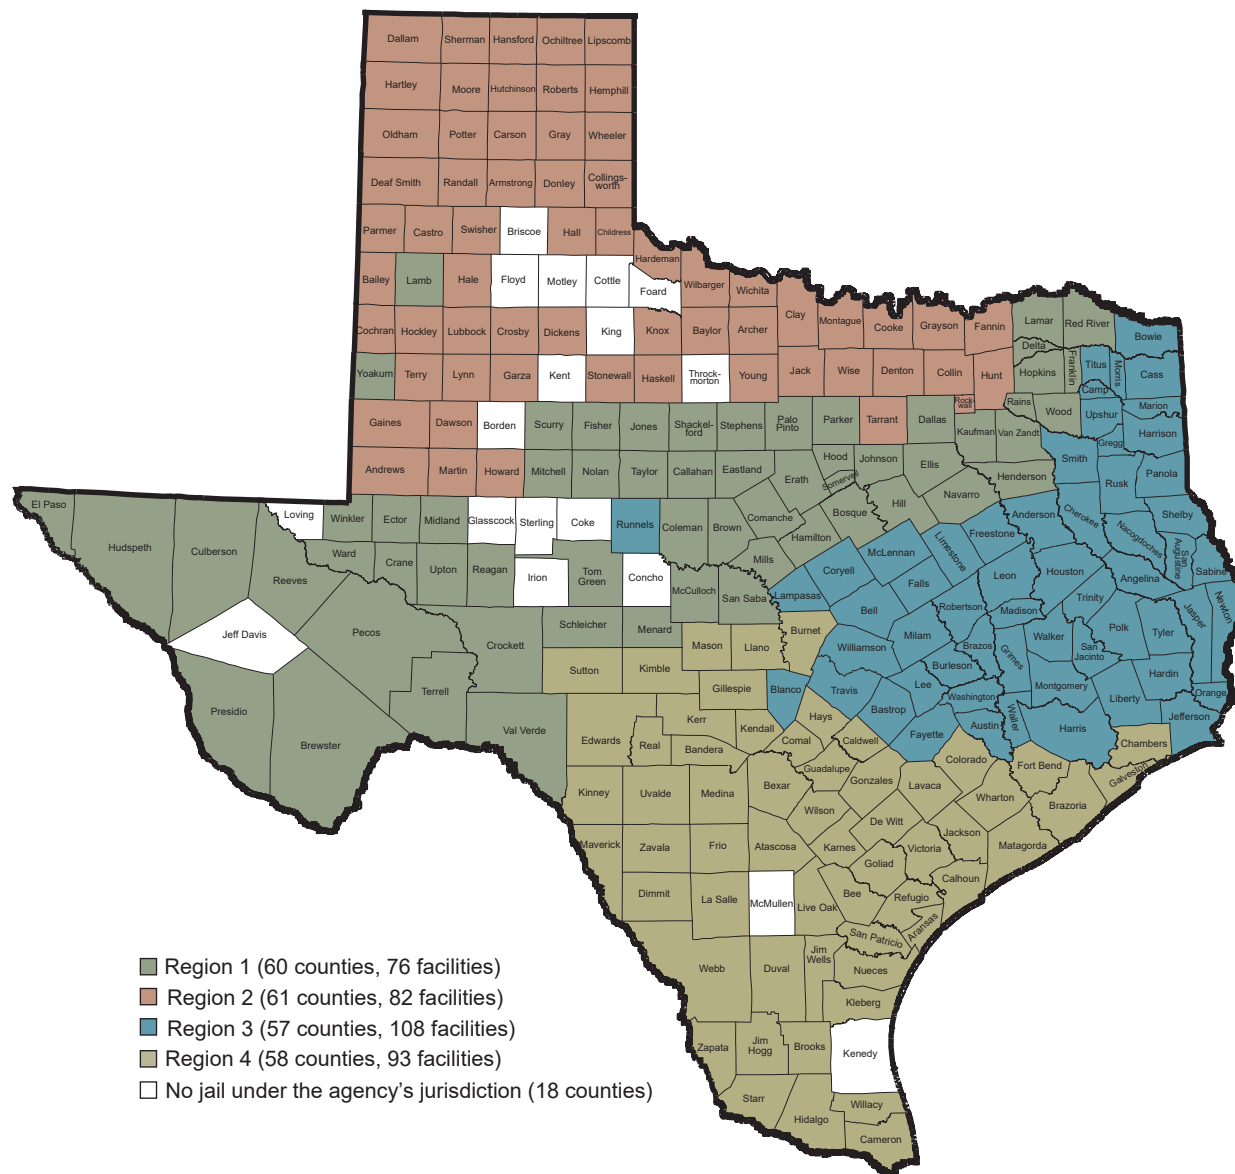 Dallam Sherman Hansford Ochiltree Lipscomb
Hartley Moore Hutchinson Roberts Hemphill
Oldham Potter Carson Gray Wheeler
Deaf Smith Randall Armstrong Donley Collings-
worth
Parmer Castro Swisher Briscoe Hall Childress
Hardeman
Bailey Lamb Hale Floyd Motley Cottle Foard Wilbarger Wichita
Cochran Hockley Lubbock Crosby Dickens King Knox Baylor Archer Clay Montague Cooke Grayson Fannin Lamar Red River Bowie
Delta
Yoakum Terry Lynn Garza Kent Stonewall Haskell Throck-
morton
Young Jack Wise Denton Collin Hunt Hopkins Franklin Titus Morris Cass
Camp
Gaines Dawson Borden Scurry Fisher Jones Shackel-
ford
Stephens Palo
Pinto
Parker Tarrant Dallas Rock-
wall
Kaufman Rains Van Zandt Wood Upshur Marion
Gregg Harrison
Andrews Martin Howard Mitchell Nolan Taylor Callahan Eastland Erath Hood Somervell Johnson Ellis Henderson Smith Rusk Panola
El Paso Hudspeth Culberson Loving Winkler Ector Midland Glasscock Sterling Coke Runnels Coleman Brown Comanche Hamilton Bosque Hill Navarro Freestone Anderson Cherokee Nacogdoches Shelby
San
Augustine
Sabine
Reeves Ward Crane Upton Reagan Irion Tom
Green
Concho McCulloch San Saba Mills Lampasas Coryell McLennan Limestone Falls Leon Houston Angelina
Trinity Newton
Jasper
Jeff Davis Pecos Crockett Schleicher Menard Mason Llano Burnet Bell Williamson Milam Robertson Brazos Madison Grimes Walker San
Jacinto
Polk Tyler
Presidio Brewster Terrell Val Verde Sutton Kimble Gillespie Blanco Travis Bastrop Lee Burleson Washington Montgomery Liberty Hardin Orange
Edwards Real Kerr Bandera Kendall Comal Hays Caldwell Fayette Austin Waller Harris Jefferson
Chambers
Kinney Uvalde Medina Bexar Guadalupe Gonzales Lavaca Colorado Fort Bend Galveston
Wilson Wharton Brazoria
Maverick Zavala Frio Atascosa Karnes De Witt Victoria Jackson Matagorda
Goliad Calhoun
Dimmit La Salle McMullen Live Oak Bee Refugio Aransas
San Patricio
Webb Duval Jim
Wells
Nueces
Kleberg
Zapata Jim
Hogg
Brooks Kenedy
Starr Hidalgo Willacy
Cameron
Region 1 (60 counties, 76 facilities)
Region 2 (61 counties, 82 facilities)
Region 3 (57 counties, 108 facilities)
Region 4 (58 counties, 93 facilities)
No jail under the agency’s jurisdiction (18 counties)